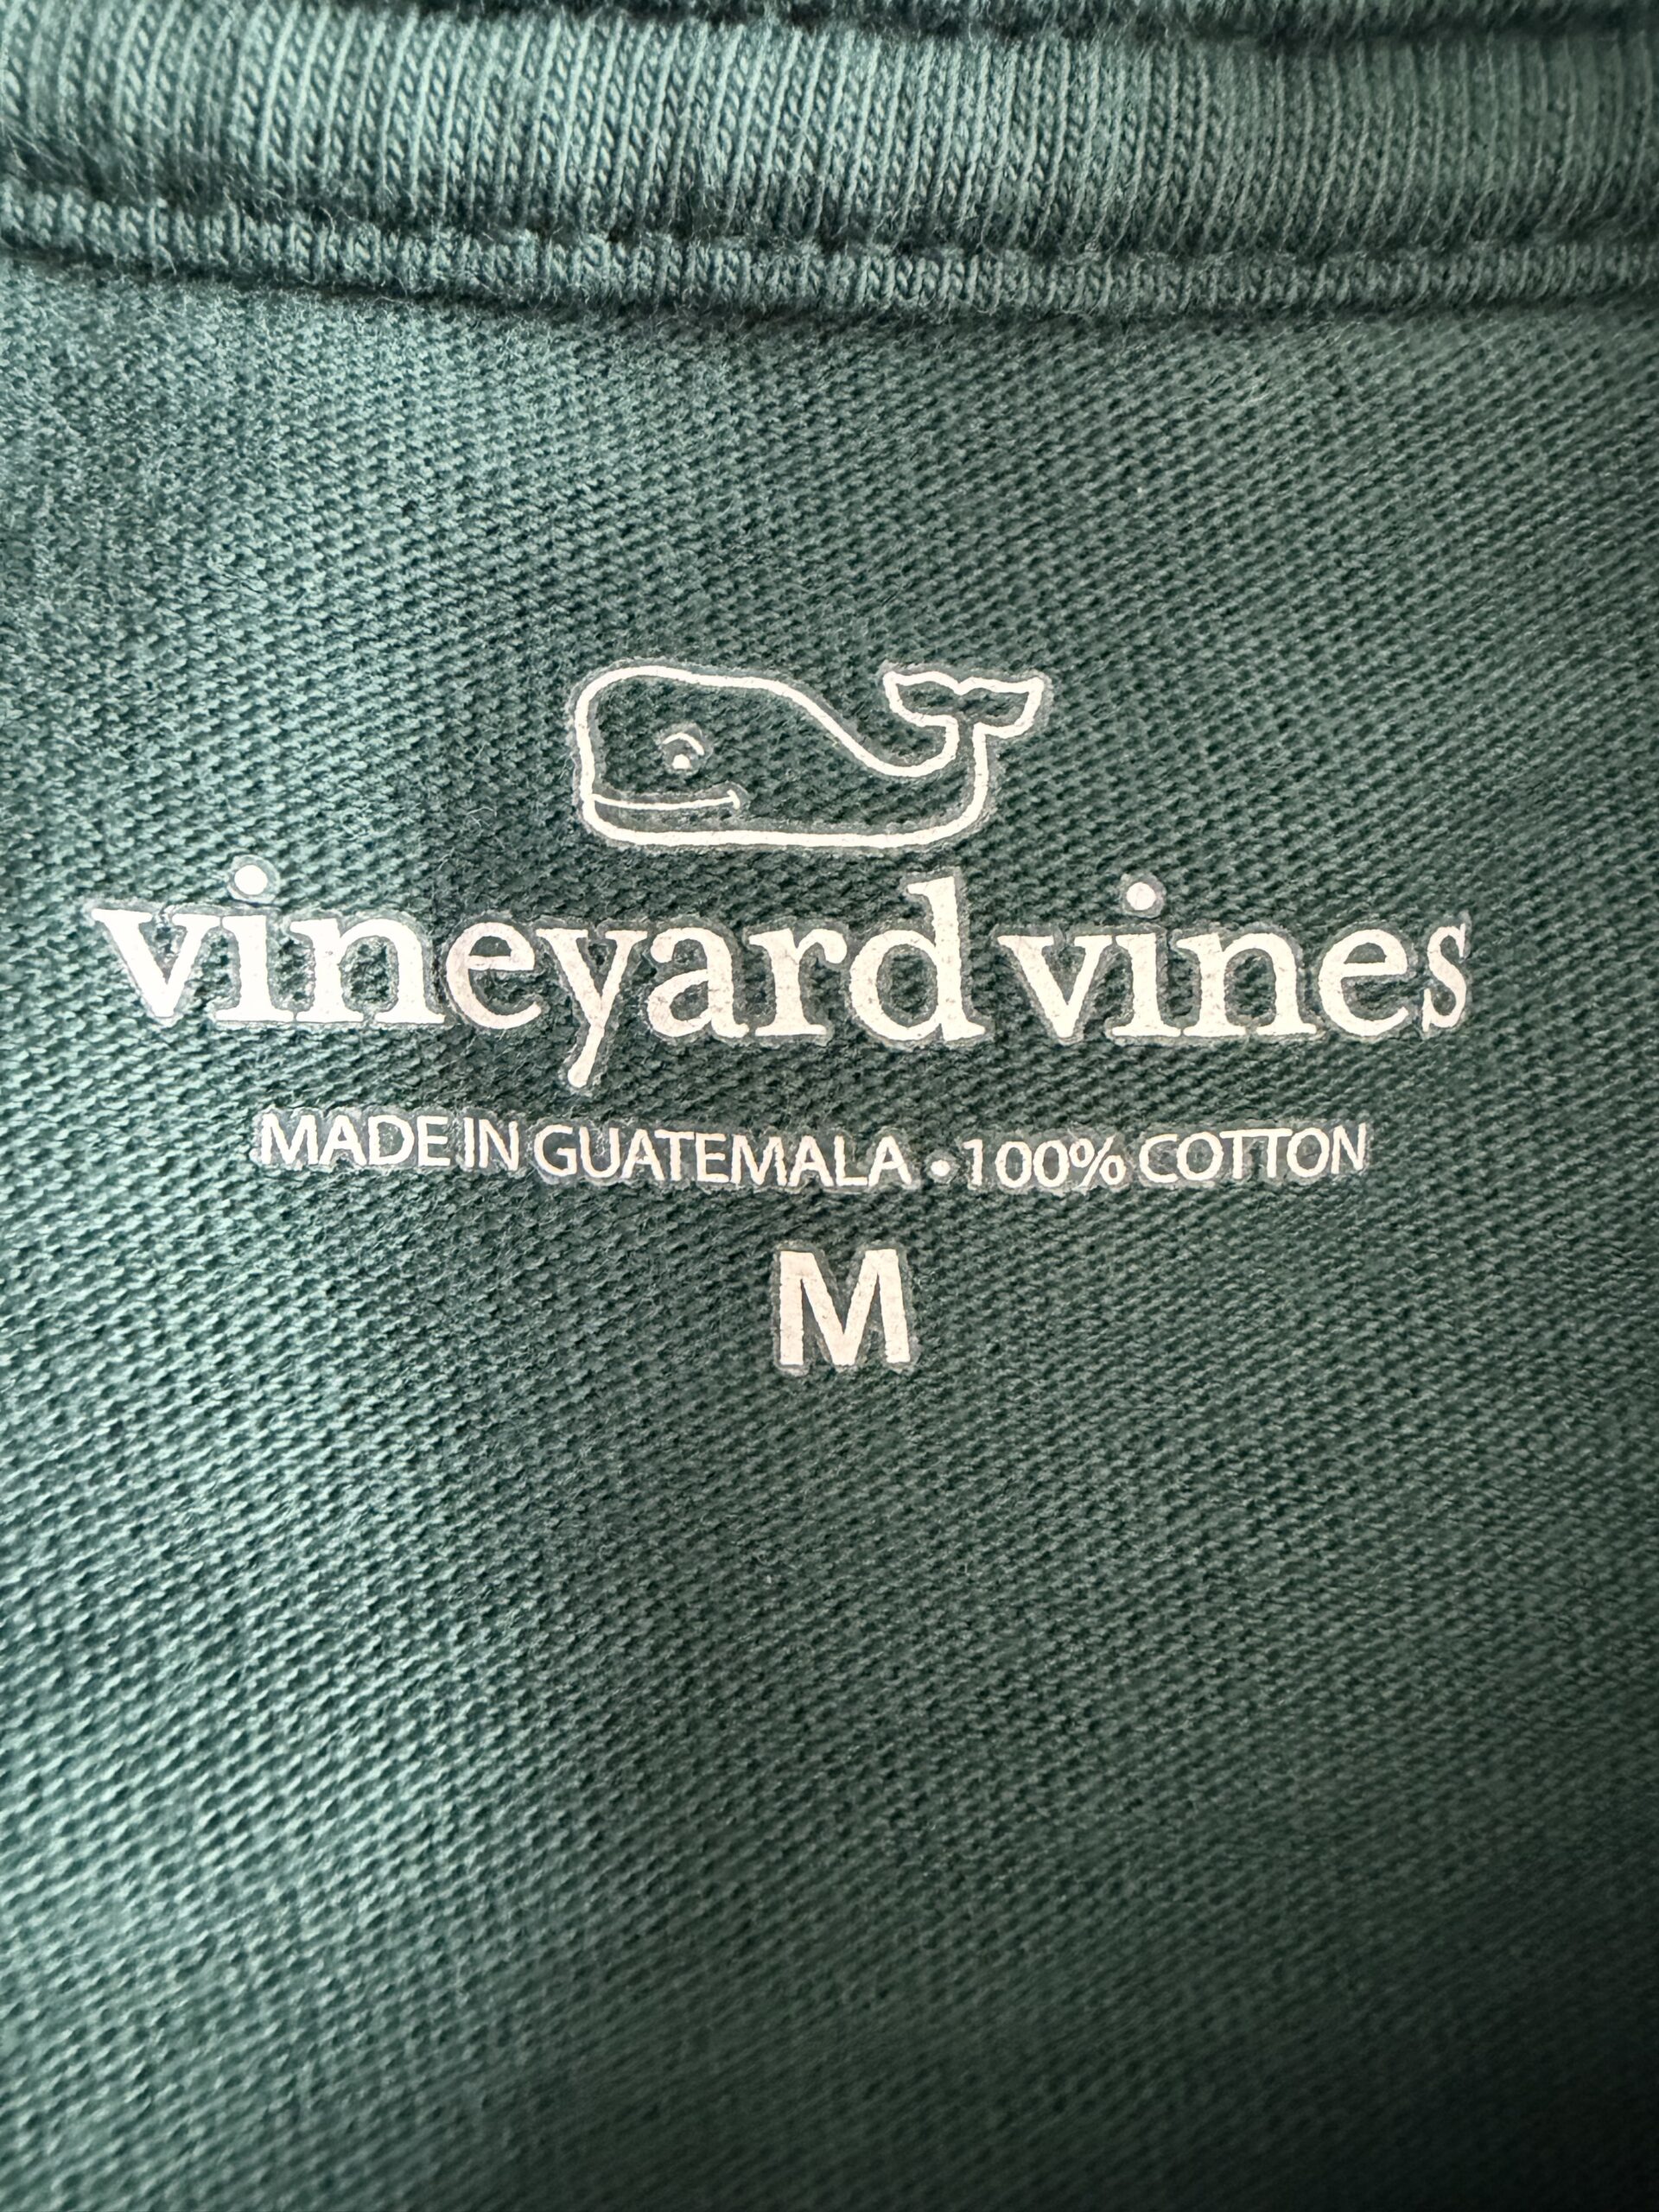 vineyard vines
MADE IN GUATEMALA • 100% COTTON
M